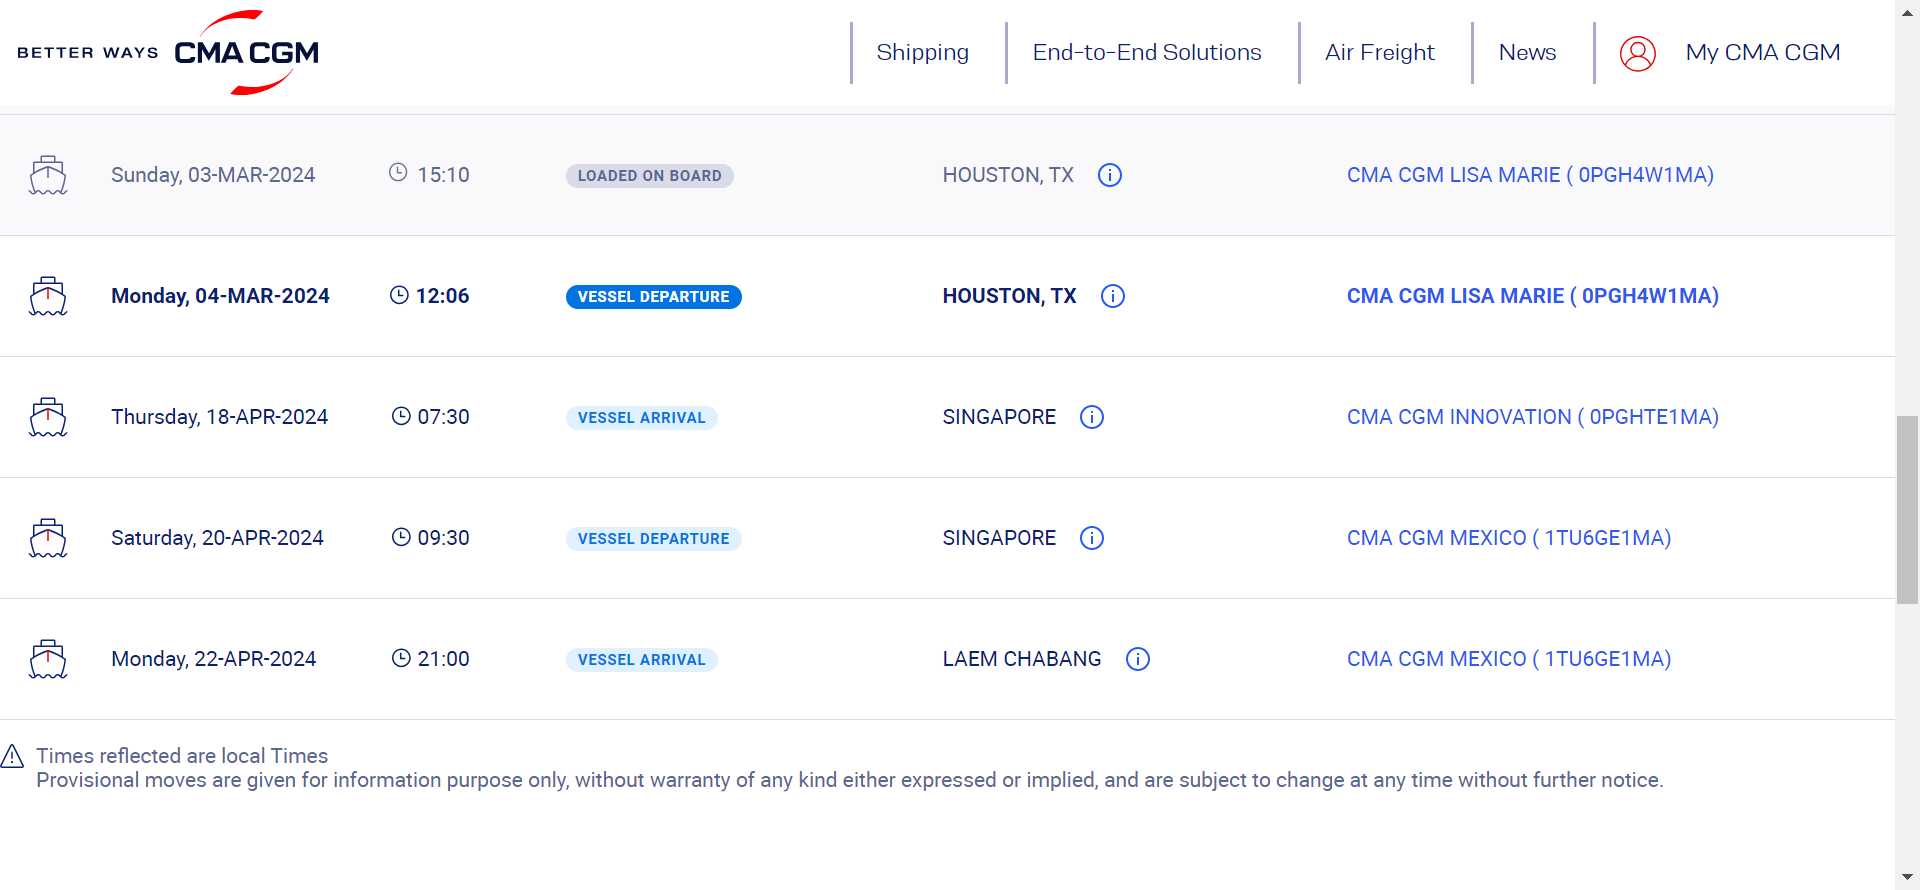 BETTER WAYS CMA CGM Shipping End-to-End Solutions Air Freight News My CMA CGM
Sunday, 03-MAR-2024 15:10 LOADED ON BOARD HOUSTON, TX CMA CGM LISA MARIE ( 0PGH4W1MA)
Monday, 04-MAR-2024 12:06 VESSEL DEPARTURE HOUSTON, TX CMA CGM LISA MARIE ( 0PGH4W1MA)
Thursday, 18-APR-2024 07:30 VESSEL ARRIVAL SINGAPORE CMA CGM INNOVATION ( 0PGHTE1MA)
Saturday, 20-APR-2024 09:30 VESSEL DEPARTURE SINGAPORE CMA CGM MEXICO ( 1TU6GE1MA)
Monday, 22-APR-2024 21:00 VESSEL ARRIVAL LAEM CHABANG CMA CGM MEXICO ( 1TU6GE1MA)
Times reflected are local Times
Provisional moves are given for information purpose only, without warranty of any kind either expressed or implied, and are subject to change at any time without further notice.